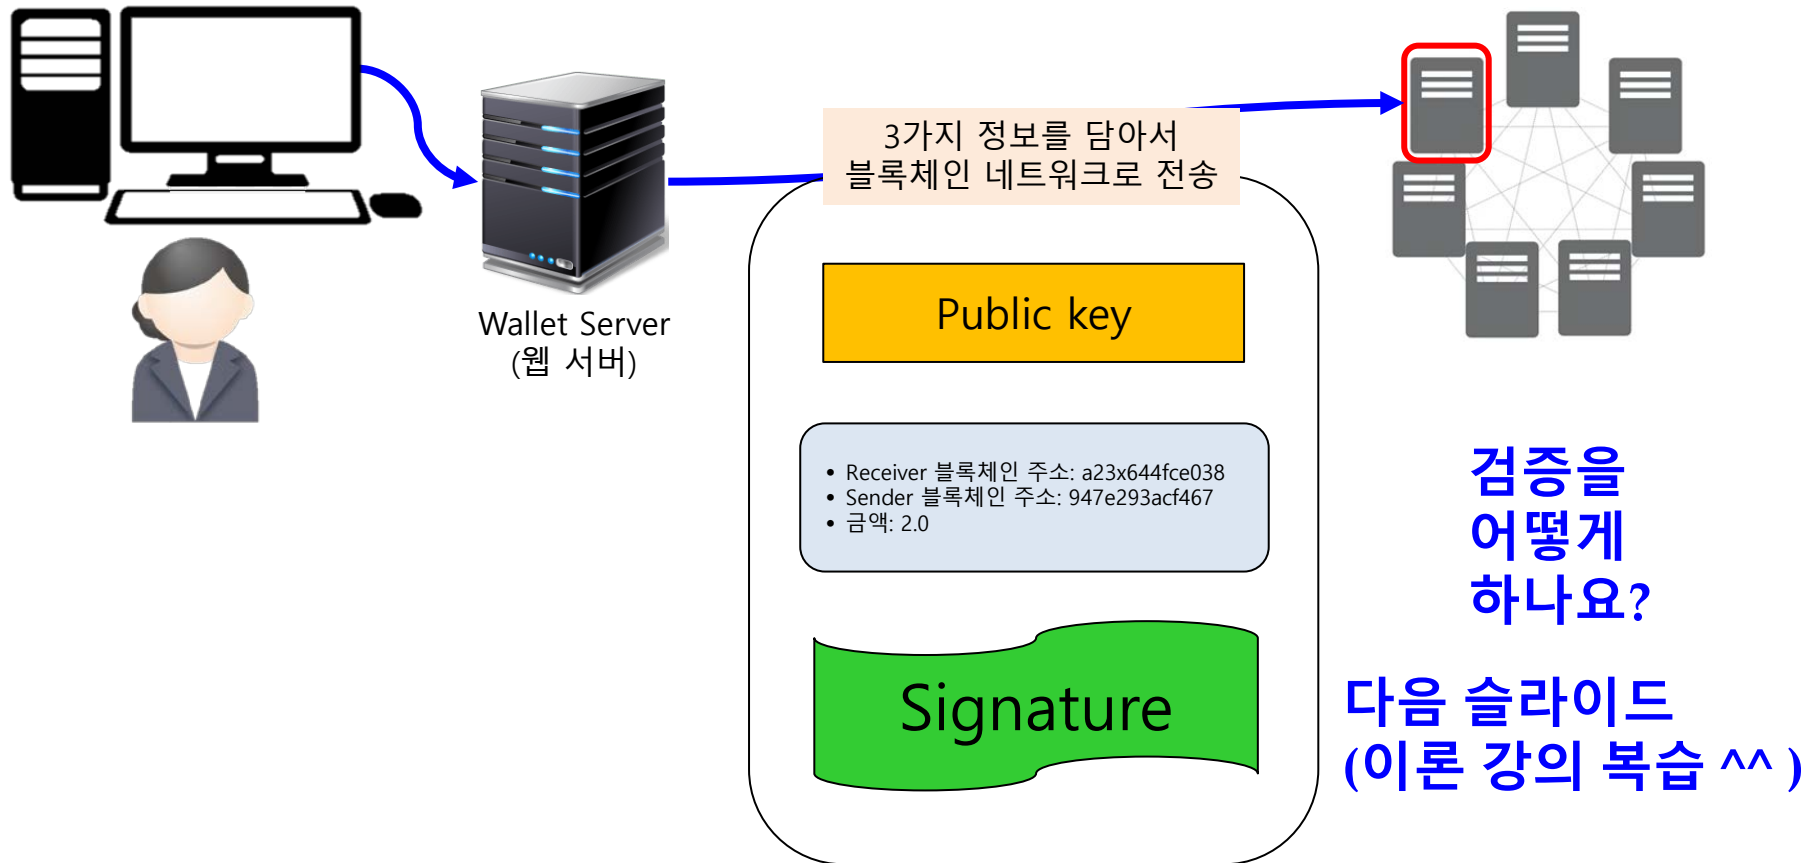 3가지 정보를 담아서
블록체인 네트워크로 전송
Wallet Server
(웹 서버)
Public key
• Receiver 블록체인 주소: a23x644fce038
• Sender 블록체인 주소: 947e293acf467
• 금액: 2.0
Signature
검증을
어떻게
하나요?
다음 슬라이드
(이론 강의 복습 ^^ )